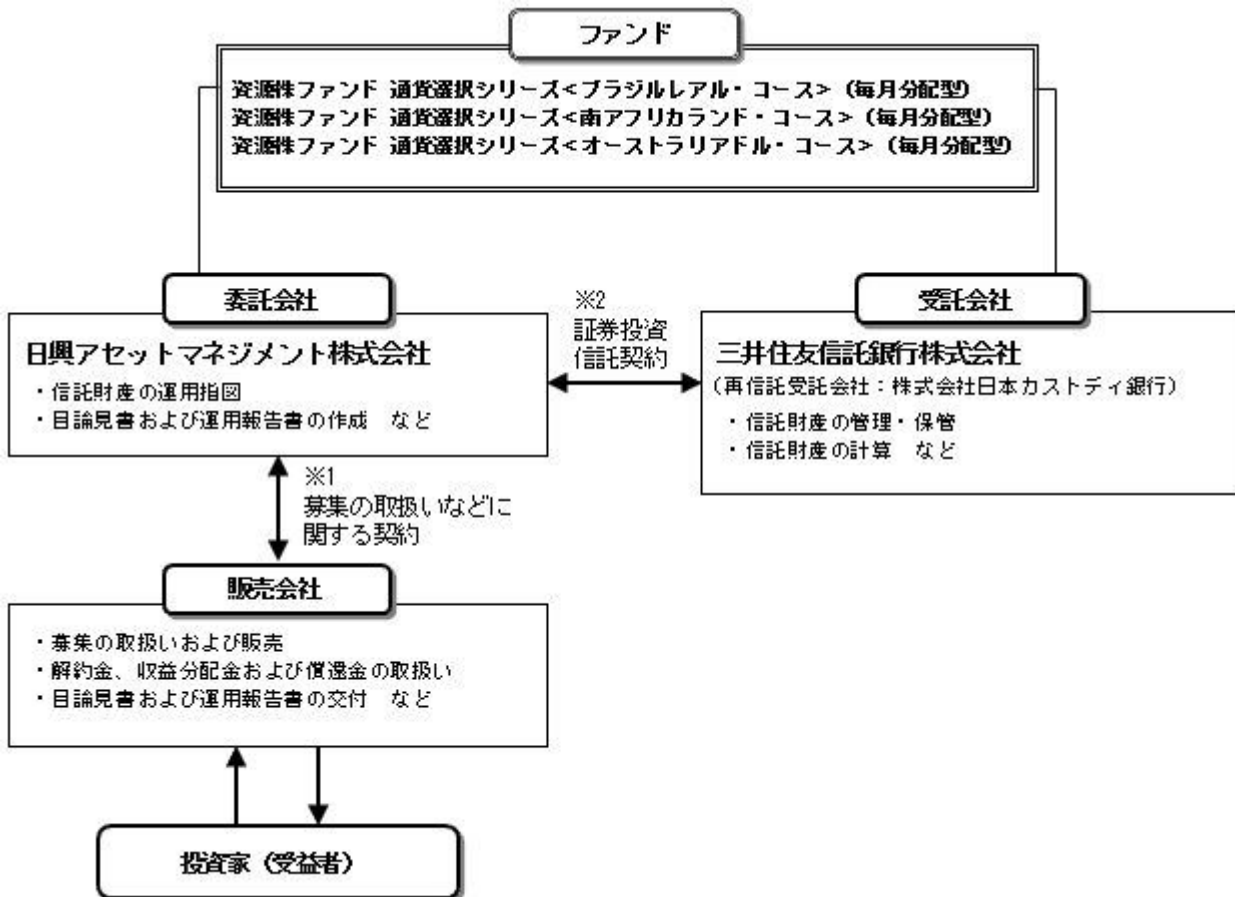 ファンド
資源株ファンド 通貨選択シリーズ＜ブラジルレアル・コース＞（毎月分配型）
資源株ファンド 通貨選択シリーズ＜南アフリカランド・コース＞（毎月分配型）
資源株ファンド 通貨選択シリーズ＜オーストラリアドル・コース＞（毎月分配型）
委託会社
日興アセットマネジメント株式会社
・信託財産の運用指図
・目論見書および運用報告書の作成　など
※2
証券投資
信託契約
受託会社
三井住友信託銀行株式会社
（再信託受託会社：株式会社日本カストディ銀行）
・信託財産の管理・保管
・信託財産の計算　など
※1
募集の取扱いなどに
関する契約
販売会社
・募集の取扱いおよび販売
・解約金、収益分配金および償還金の取扱い
・目論見書および運用報告書の交付　など
投資家（受益者）